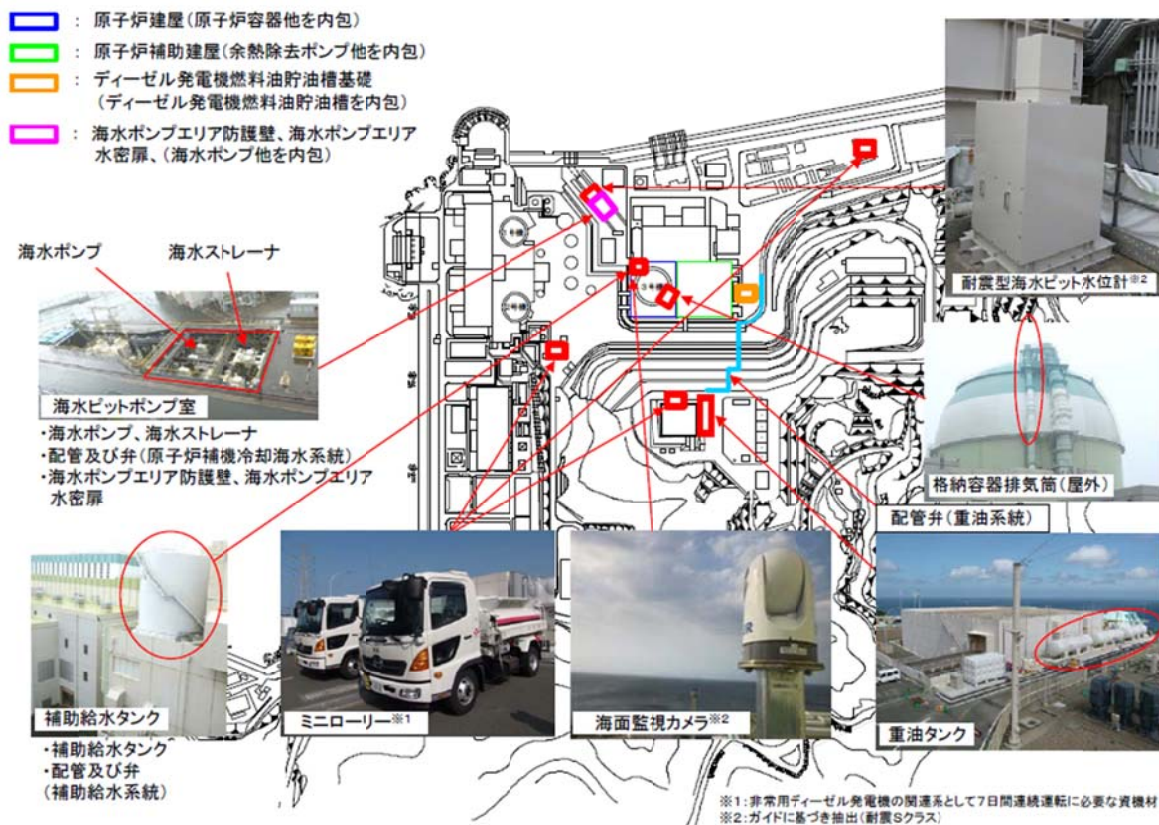 ： 原子炉建屋(原子炉容器他を内包)
： 原子炉補助建屋(余熱除去ポンプ他を内包)
： ディーゼル発電機燃料油貯油槽基礎
(ディーゼル発電機燃料油貯油槽を内包)
： 海水ポンプエリア防護壁、海水ポンプエリア
水密扉、(海水ポンプ他を内包)
耐震型海水ピット水位計※2
海水ポンプ
海水ストレーナ
1号機
2号機
3号機
海水ピットポンプ室
・海水ポンプ、海水ストレーナ
・配管及び弁(原子炉補機冷却海水系統)
・海水ポンプエリア防護壁、海水ポンプエリア
水密扉
格納容器排気筒(屋外)
配管弁(重油系統)
補助給水タンク
・補助給水タンク
・配管及び弁
(補助給水系統)
ミニローリー※1
海面監視カメラ※2
重油タンク
※1：非常用ディーゼル発電機の関連系として7日間連続運転に必要な資機材
※2：ガイドに基づき抽出(耐震Sクラス)